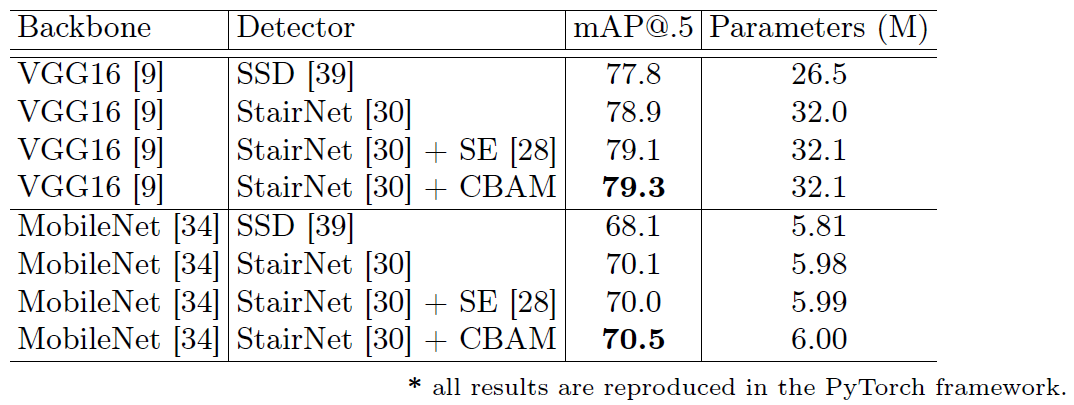 Backbone Detector mAP@.5 Parameters (M)
VGG16 [9] SSD [39] 77.8 26.5
VGG16 [9] StairNet [30] 78.9 32.0
VGG16 [9] StairNet [30] + SE [28] 79.1 32.1
VGG16 [9] StairNet [30] + CBAM 79.3 32.1
MobileNet [34] SSD [39] 68.1 5.81
MobileNet [34] StairNet [30] 70.1 5.98
MobileNet [34] StairNet [30] + SE [28] 70.0 5.99
MobileNet [34] StairNet [30] + CBAM 70.5 6.00
* all results are reproduced in the PyTorch framework.